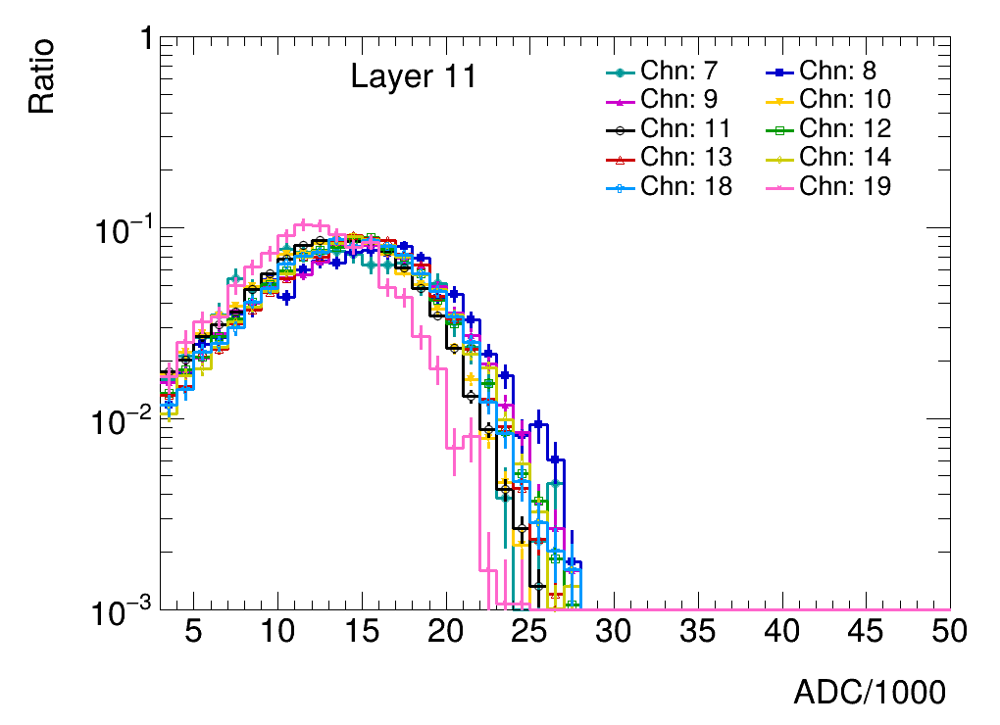 Ratio
Layer 11
Chn: 7 Chn: 8
Chn: 9 Chn: 10
Chn: 11 Chn: 12
Chn: 13 Chn: 14
Chn: 18 Chn: 19
1
10⁻¹
10⁻²
10⁻³
5 10 15 20 25 30 35 40 45 50
ADC/1000